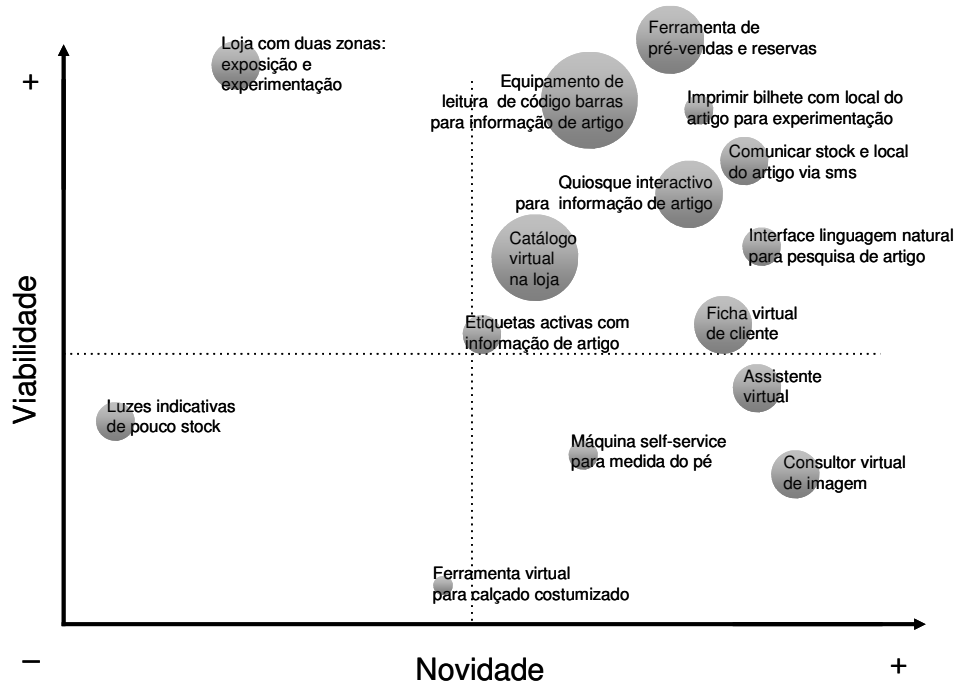 Ferramenta de
pré-vendas e reservas
Loja com duas zonas:
exposição e
experimentação
+
Equipamento de
leitura de código barras
para informação de artigo
Imprimir bilhete com local do
artigo para experimentação
Comunicar stock e local
do artigo via sms
Quiosque interactivo
para informação de artigo
Catálogo
virtual
na loja
Interface linguagem natural
para pesquisa de artigo
Etiquetas activas com
informação de artigo
Ficha virtual
de cliente
Viabilidade
Assistente
virtual
Luzes indicativas
de pouco stock
Máquina self-service
para medida do pé
Consultor virtual
de imagem
Ferramenta virtual
para calçado costumizado
–
Novidade
+